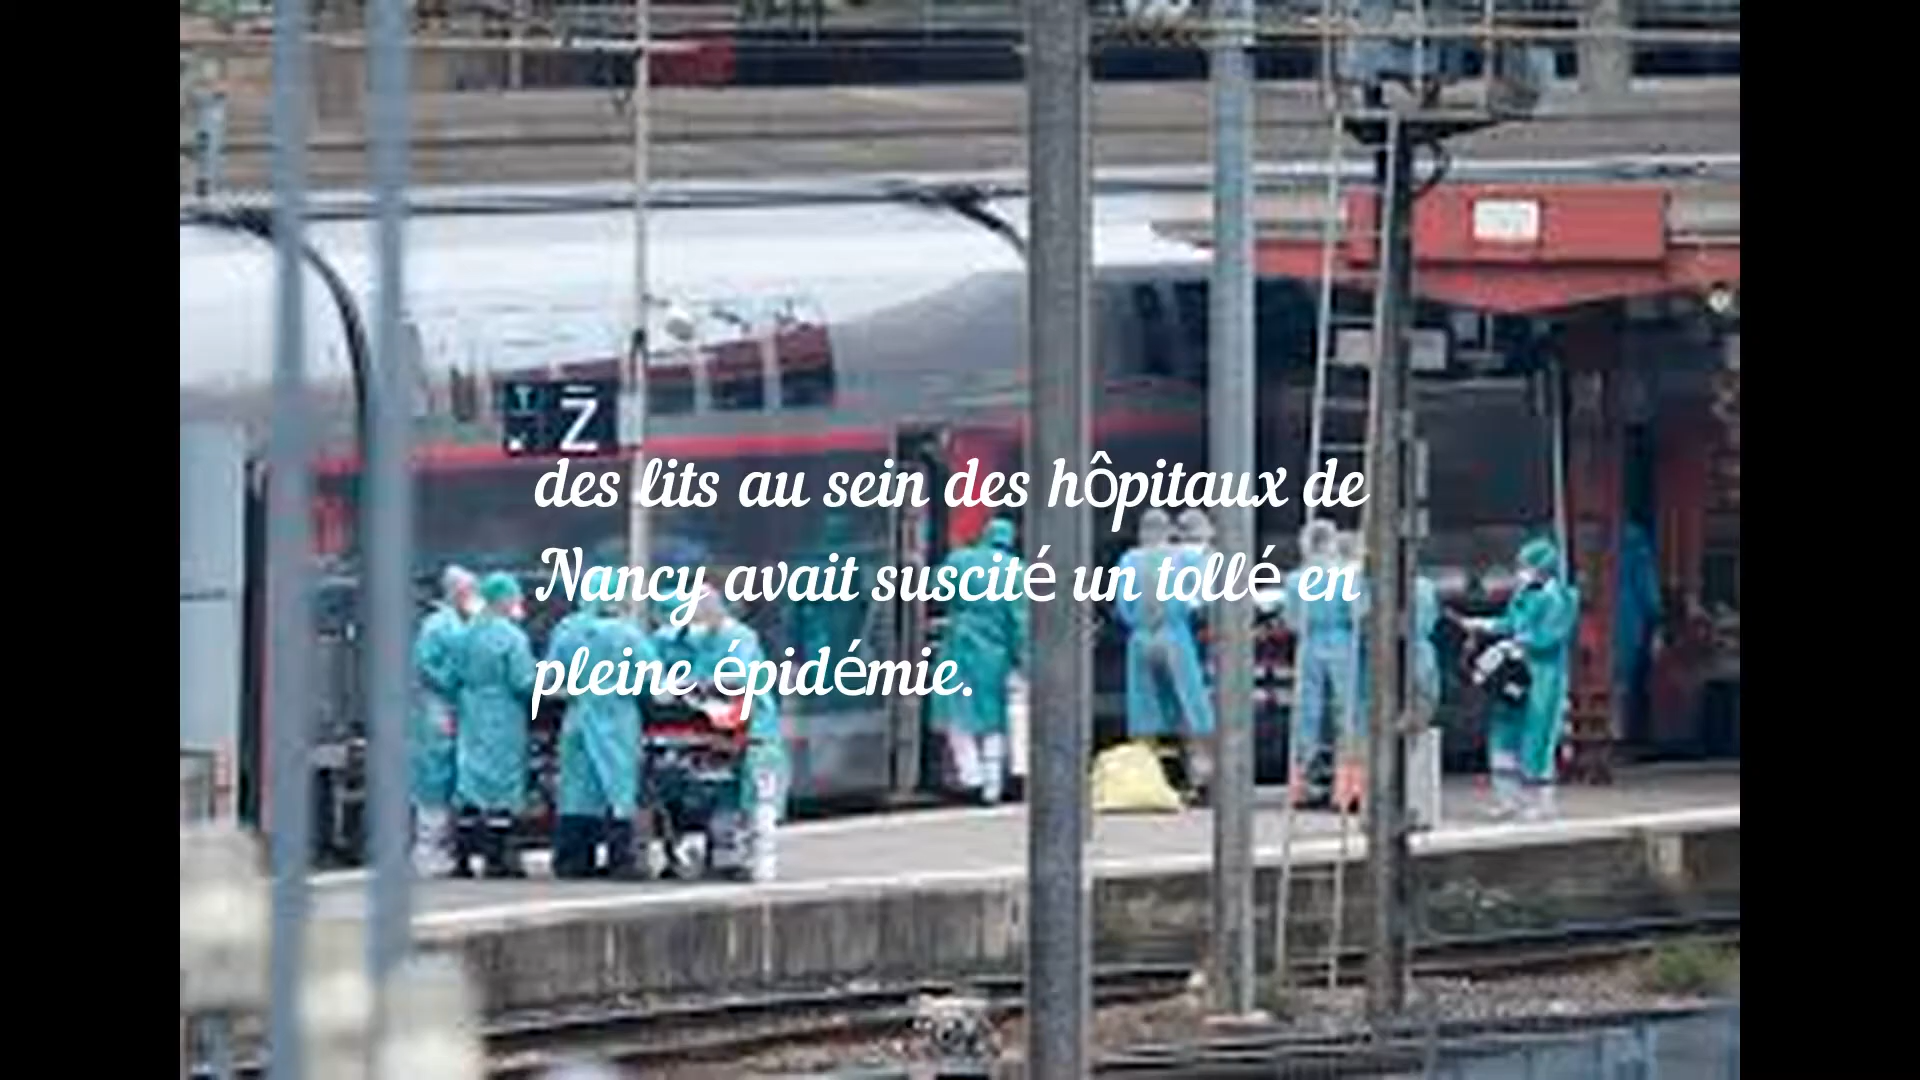 Z
des lits au sein des hôpitaux de
Nancy avait suscité un tollé en
pleine épidémie.